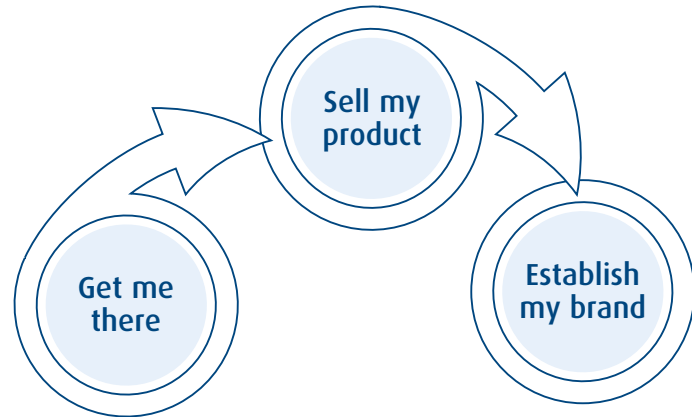 Get me
there
Sell my
product
Establish
my brand